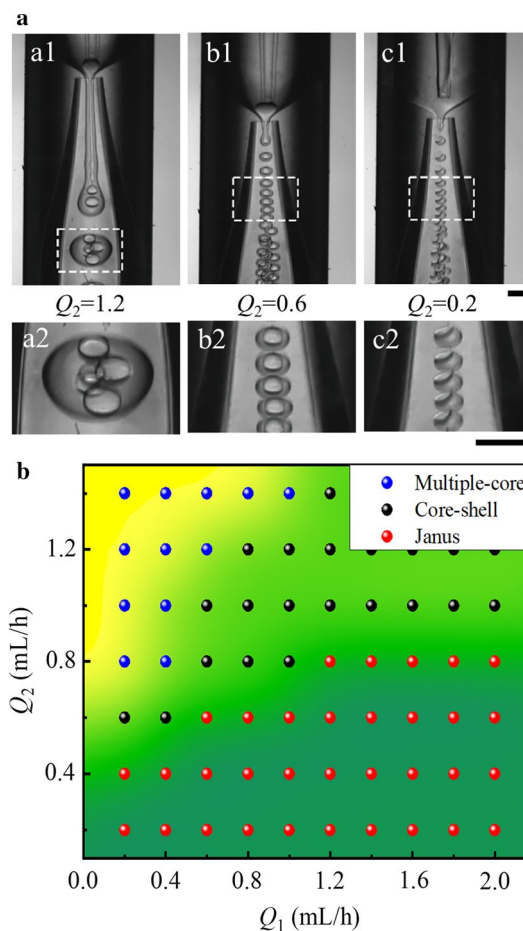 a
a1
b1
c1
Q2=1.2
Q2=0.6
Q2=0.2
a2
b2
c2
b
Multiple-core
Core-shell
Janus
1.2
0.8
0.4
Q2 (mL/h)
0.0
0.4
0.8
1.2
1.6
2.0
Q1 (mL/h)